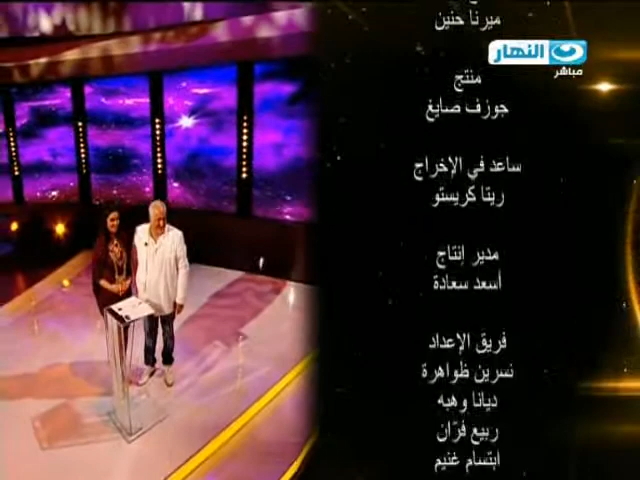 ميرنا حنين
النهار
مباشر
منتج
جوزف صايغ
ساعد في الإخراج
ريتا كريستو
مدير إنتاج
أسعد سعادة
فريق الإعداد
نسرين ظواهرة
ديانا وهبه
ربيع فرّان
ابتسام غنيم